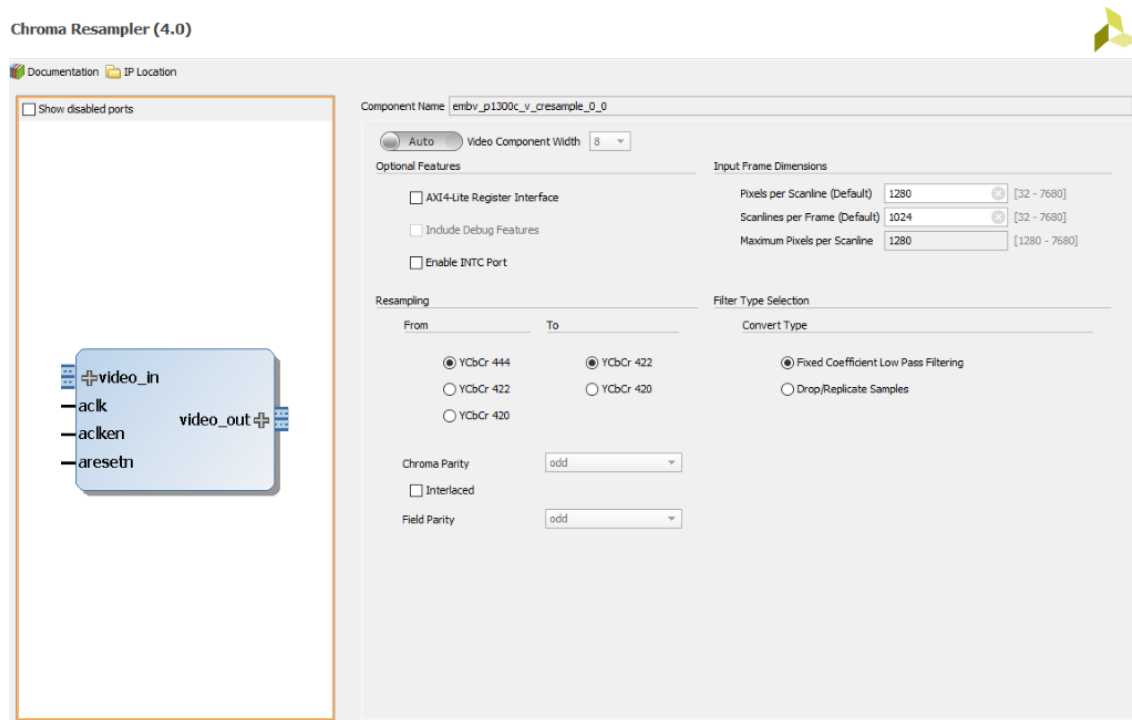 Chroma Resampler (4.0)
Documentation IP Location
Show disabled ports
video_in
aclk
aclken
aresetn
video_out
Component Name embv_p1300c_v_cresample_0_0
Auto Video Component Width 8
Optional Features
AXI4-Lite Register Interface
Include Debug Features
Enable INTC Port
Input Frame Dimensions
Pixels per Scanline (Default) 1280 [32 - 7680]
Scanlines per Frame (Default) 1024 [32 - 7680]
Maximum Pixels per Scanline 1280 [1280 - 7680]
Resampling
From To
YCbCr 444 YCbCr 422
YCbCr 422 YCbCr 420
YCbCr 420
Filter Type Selection
Convert Type
Fixed Coefficient Low Pass Filtering
Drop/Replicate Samples
Chroma Parity odd
Interlaced
Field Parity odd